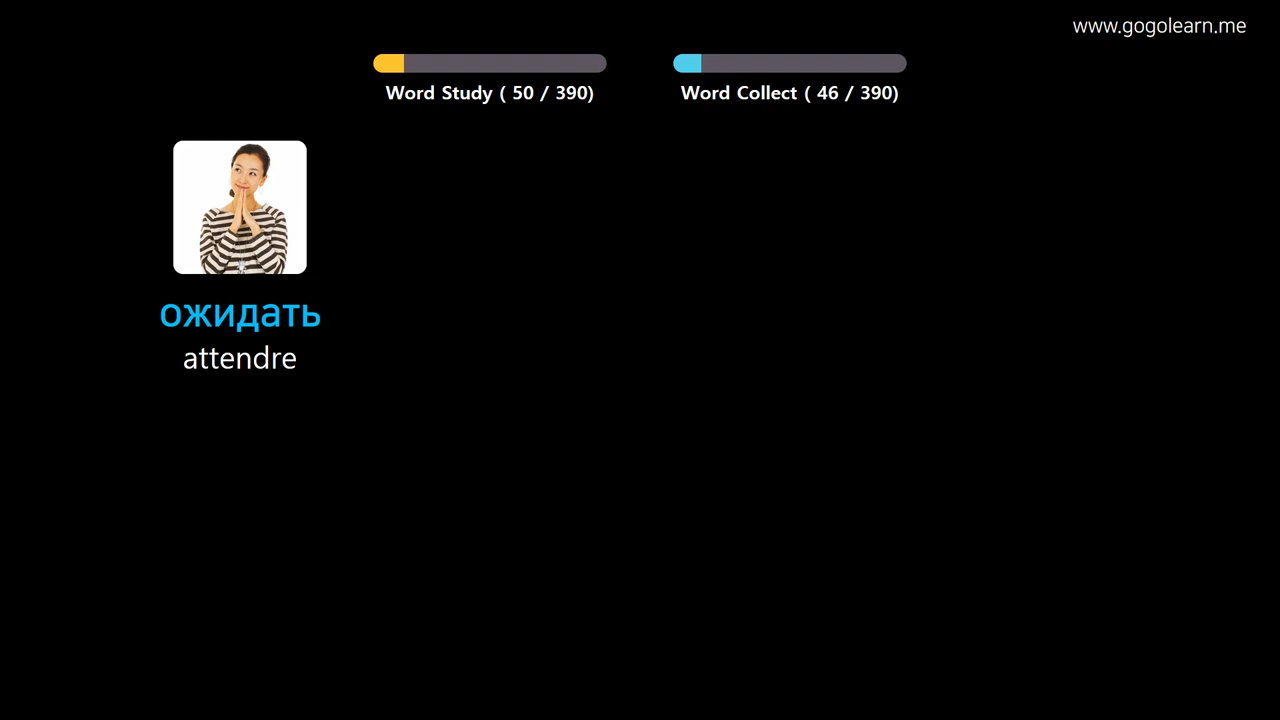 www.gogolearn.me
Word Study ( 50 / 390)
Word Collect ( 46 / 390)
ожидать
attendre